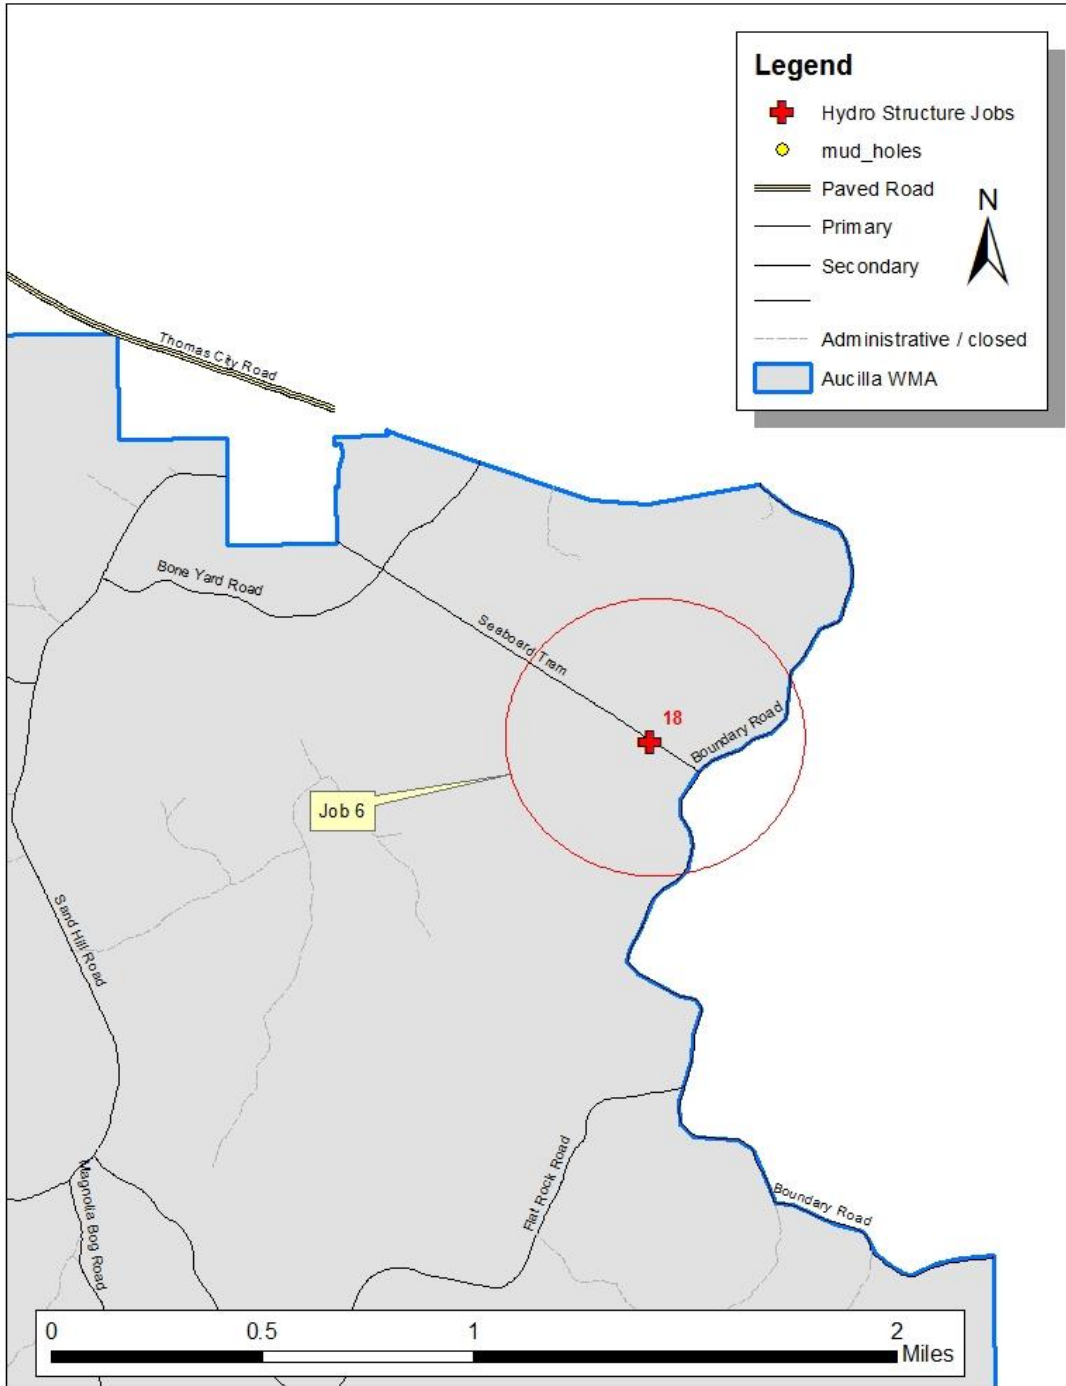 Legend
Hydro Structure Jobs
mud_holes
Paved Road
N
Primary
Secondary
Administrative / closed
Aucilla WMA
Thomas City Road
Bone Yard Road
Seaboard Tram
18
Boundary Road
Job 6
Sand Hill Road
Flat Rock Road
Magnolia Bog Road
Boundary Road
0 0.5 1 2
Miles